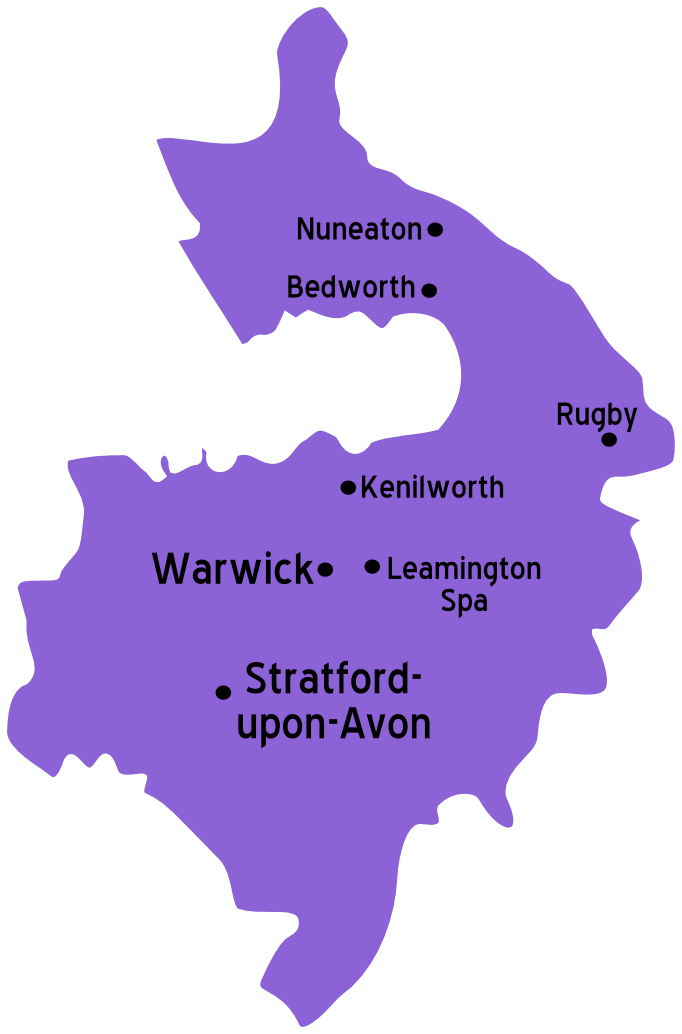 Nuneaton
Bedworth
Rugby
Kenilworth
Warwick
Leamington
Spa
Stratford-
upon-Avon